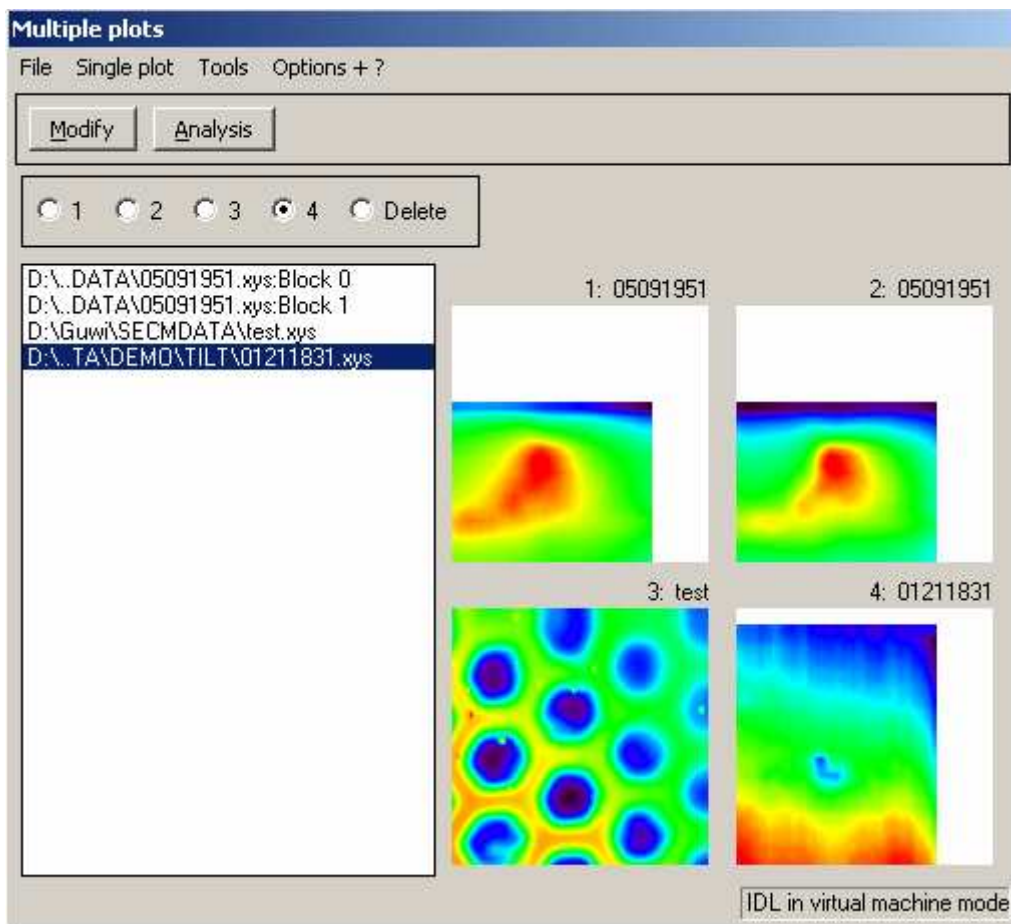 Multiple plots
File Single plot Tools Options + ?
Modify Analysis
1 2 3 4 Delete
D:\..DATA\05091951.xys:Block 0
D:\..DATA\05091951.xys:Block 1
D:\Guwi\SECMDATA\test.xys
D:\..TA\DEMO\TILT\01211831.xys
1: 05091951
2: 05091951
3: test
4: 01211831
IDL in virtual machine mode